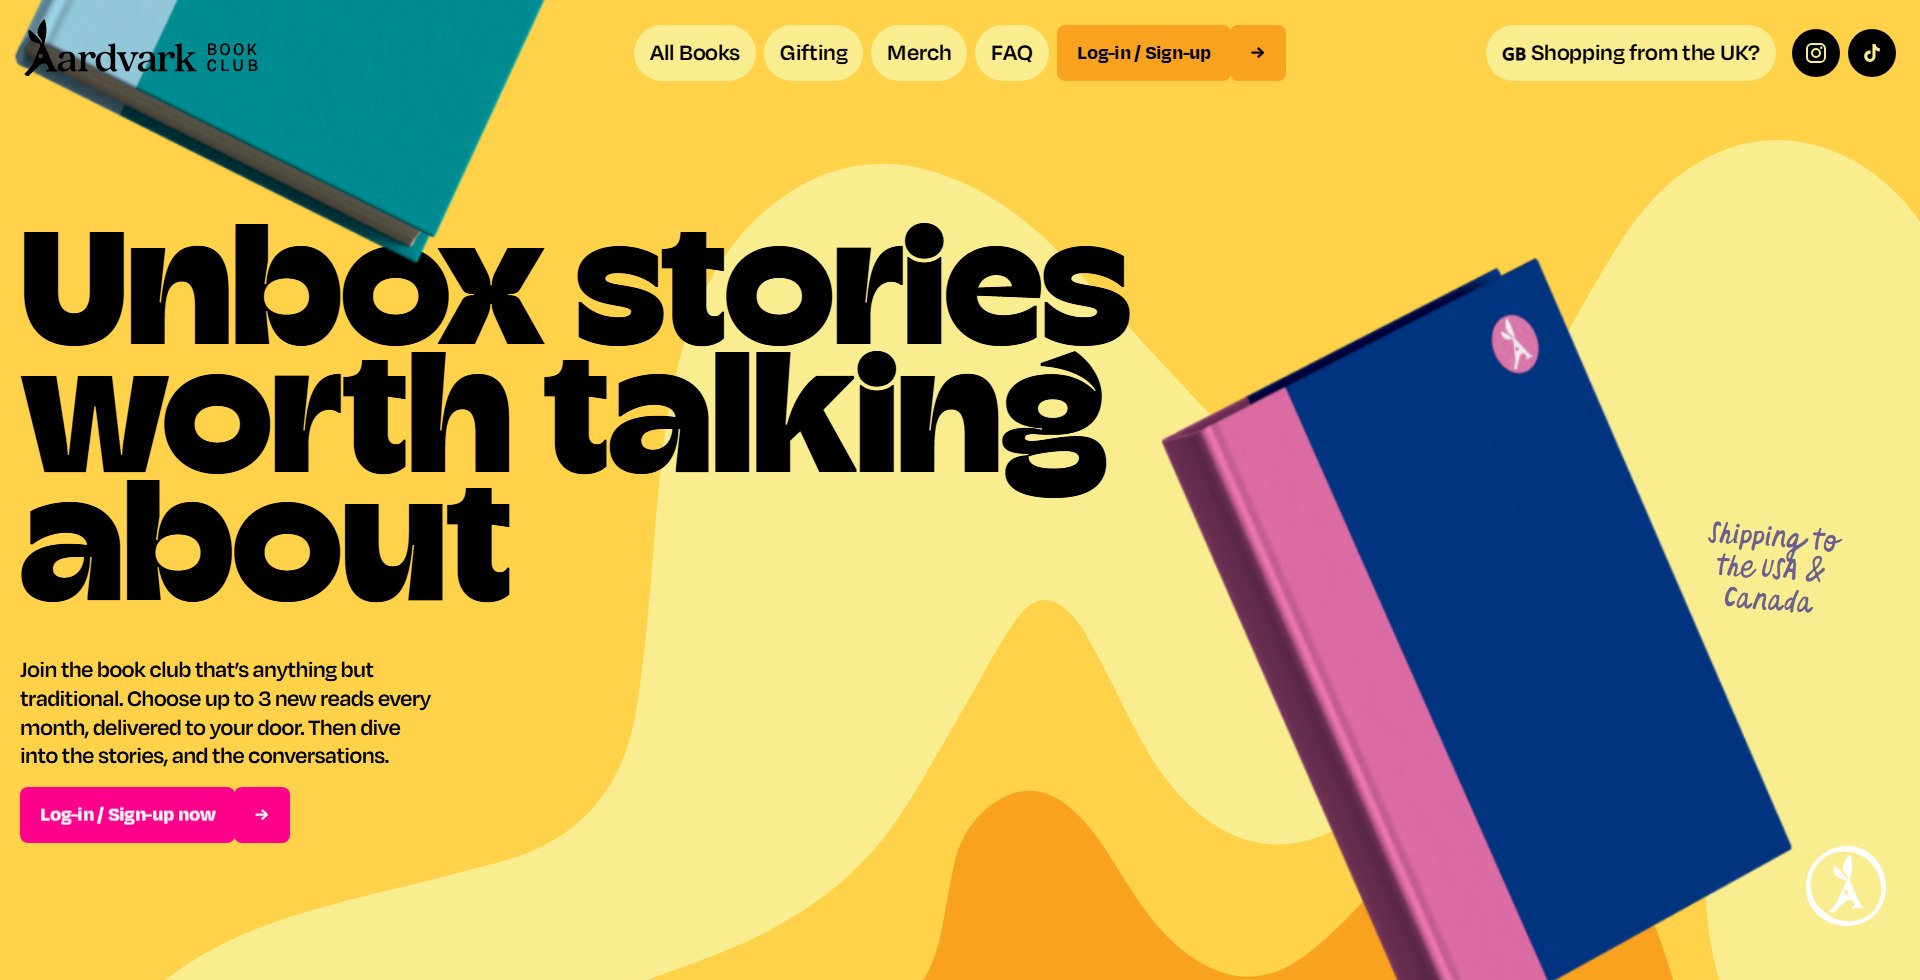 Aardvark BOOK CLUB
All Books
Gifting
Merch
FAQ
Log-in / Sign-up
GB Shopping from the UK?
Unbox stories
worth talking
about
Shipping to
the USA &
Canada
Join the book club that's anything but
traditional. Choose up to 3 new reads every
month, delivered to your door. Then dive
into the stories, and the conversations.
Log-in / Sign-up now